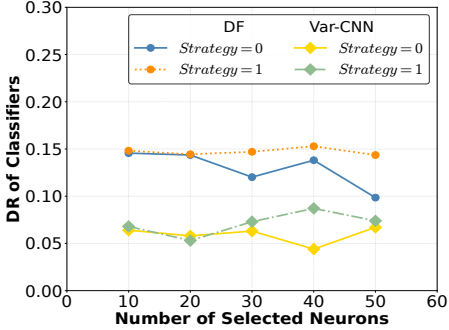 0.30
DF Var-CNN
Strategy = 0 Strategy = 0
Strategy = 1 Strategy = 1
0.25
0.20
0.15
0.10
0.05
0.00
DR of Classifiers
0 10 20 30 40 50 60
Number of Selected Neurons